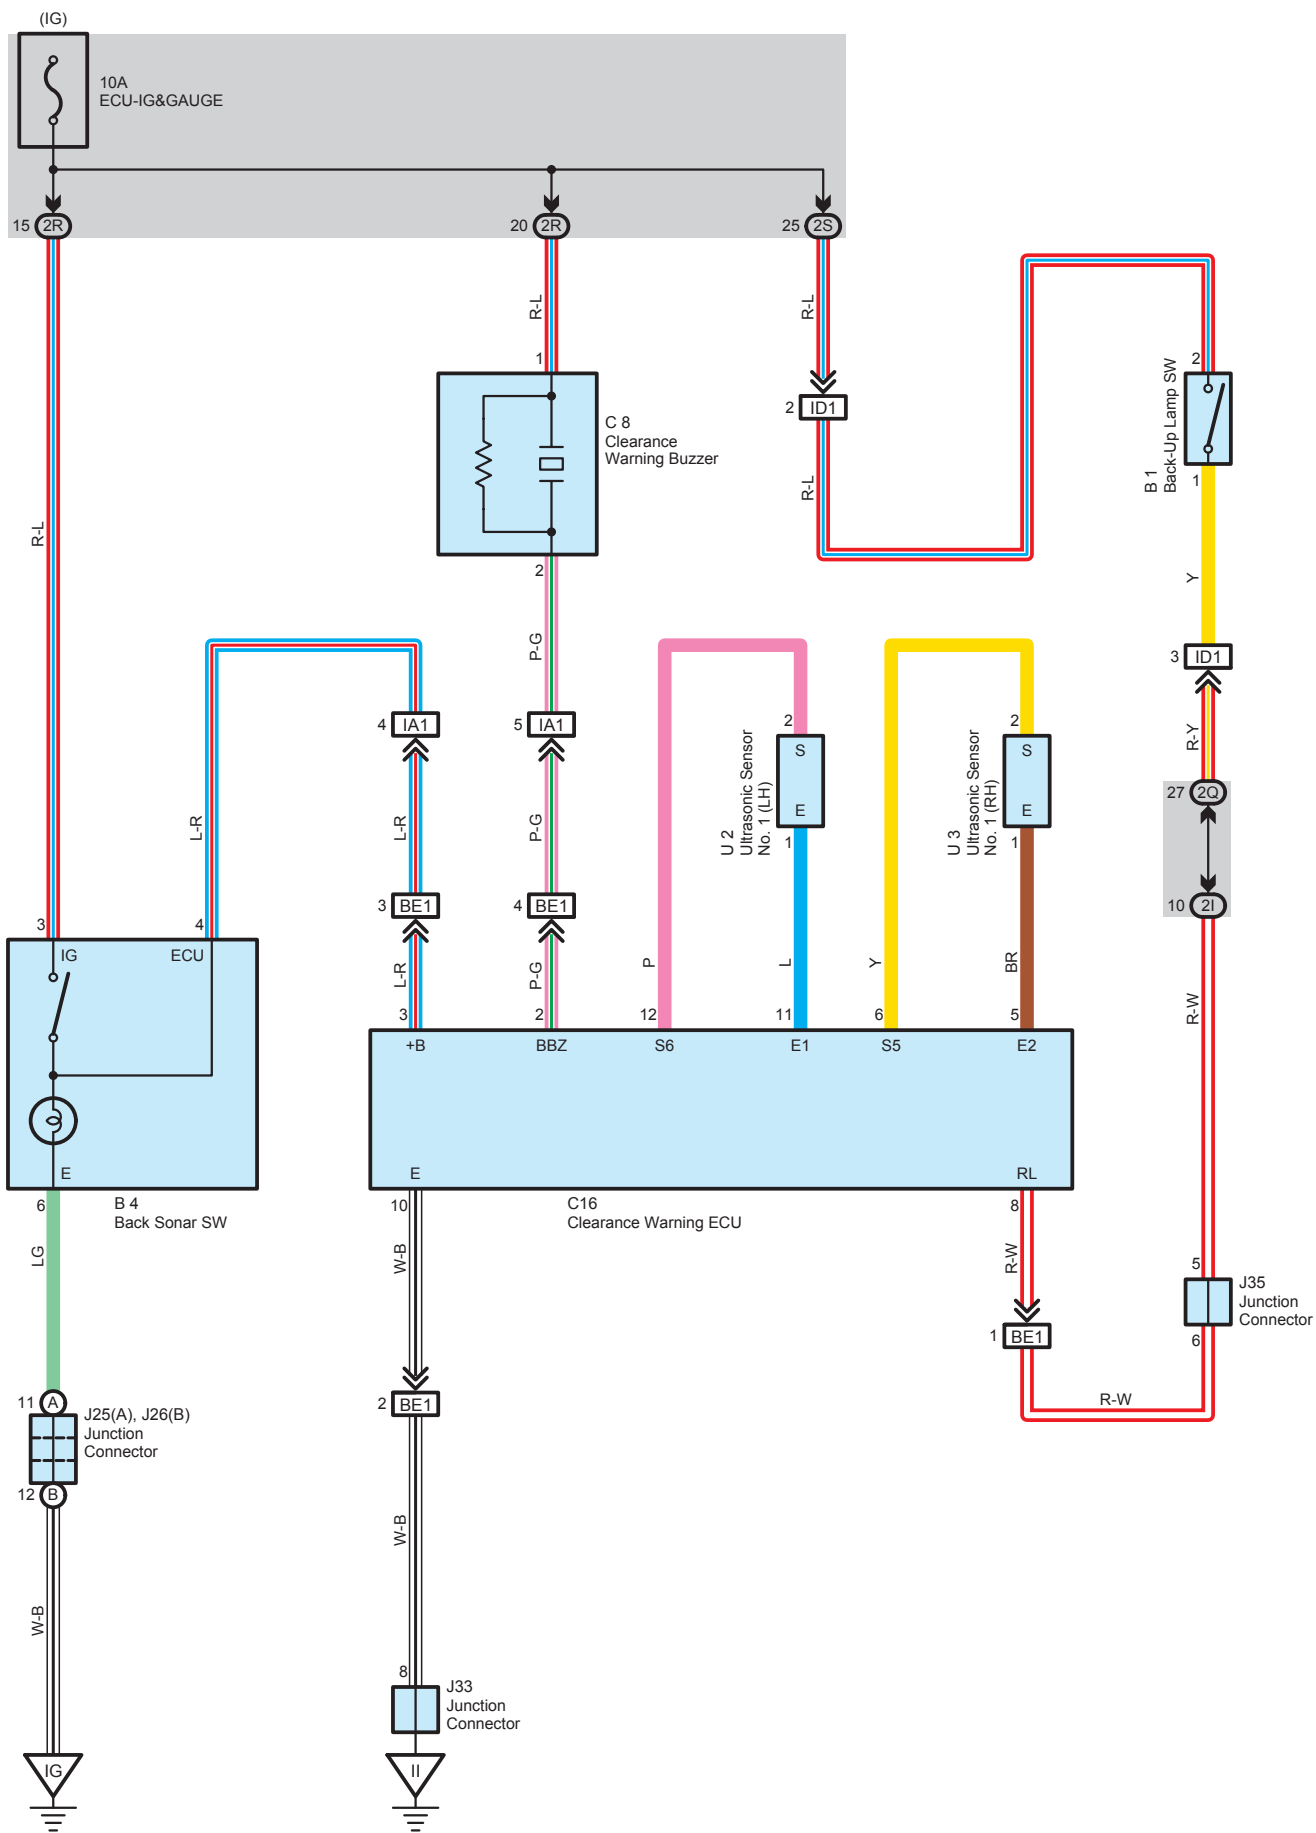 (IG)
10A
ECU-IG&GAUGE
15 2R
20 2R
25 2S
R-L
R-L
R-L
1
2
C 8
Clearance
Warning Buzzer
2 ID1
B 1
Back-Up Lamp SW
R-L
1
R-L
2
Y
P-G
3 ID1
4 IA1
5 IA1
2
2
R-Y
S
S
U 2
Ultrasonic Sensor
No. 1 (LH)
U 3
Ultrasonic Sensor
No. 1 (RH)
27 2Q
E
E
L-R
L-R
P-G
1
1
3 BE1
4 BE1
10 2I
3
4
IG
ECU
L-R
P-G
P
L
Y
BR
R-W
3
2
12
11
6
5
+B
BBZ
S6
E1
S5
E2
E
E
RL
6
B 4
Back Sonar SW
10
C16
Clearance Warning ECU
8
LG
W-B
R-W
5
J35
Junction
Connector
1 BE1
6
11 A
J25(A), J26(B)
Junction
Connector
2 BE1
R-W
12 B
W-B
W-B
8
J33
Junction
Connector
IG
II